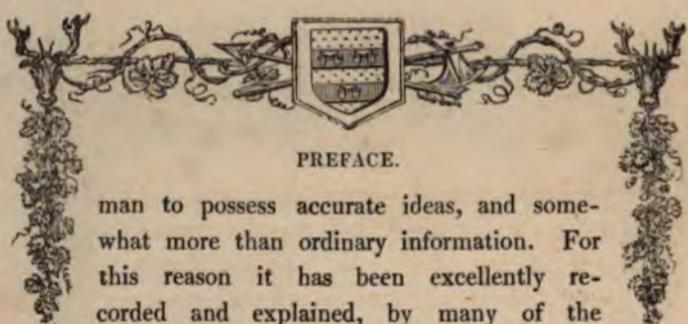 PREFACE.
man to possess accurate ideas, and some-
what more than ordinary information. For
this reason it has been excellently re-
corded and explained, by many of the